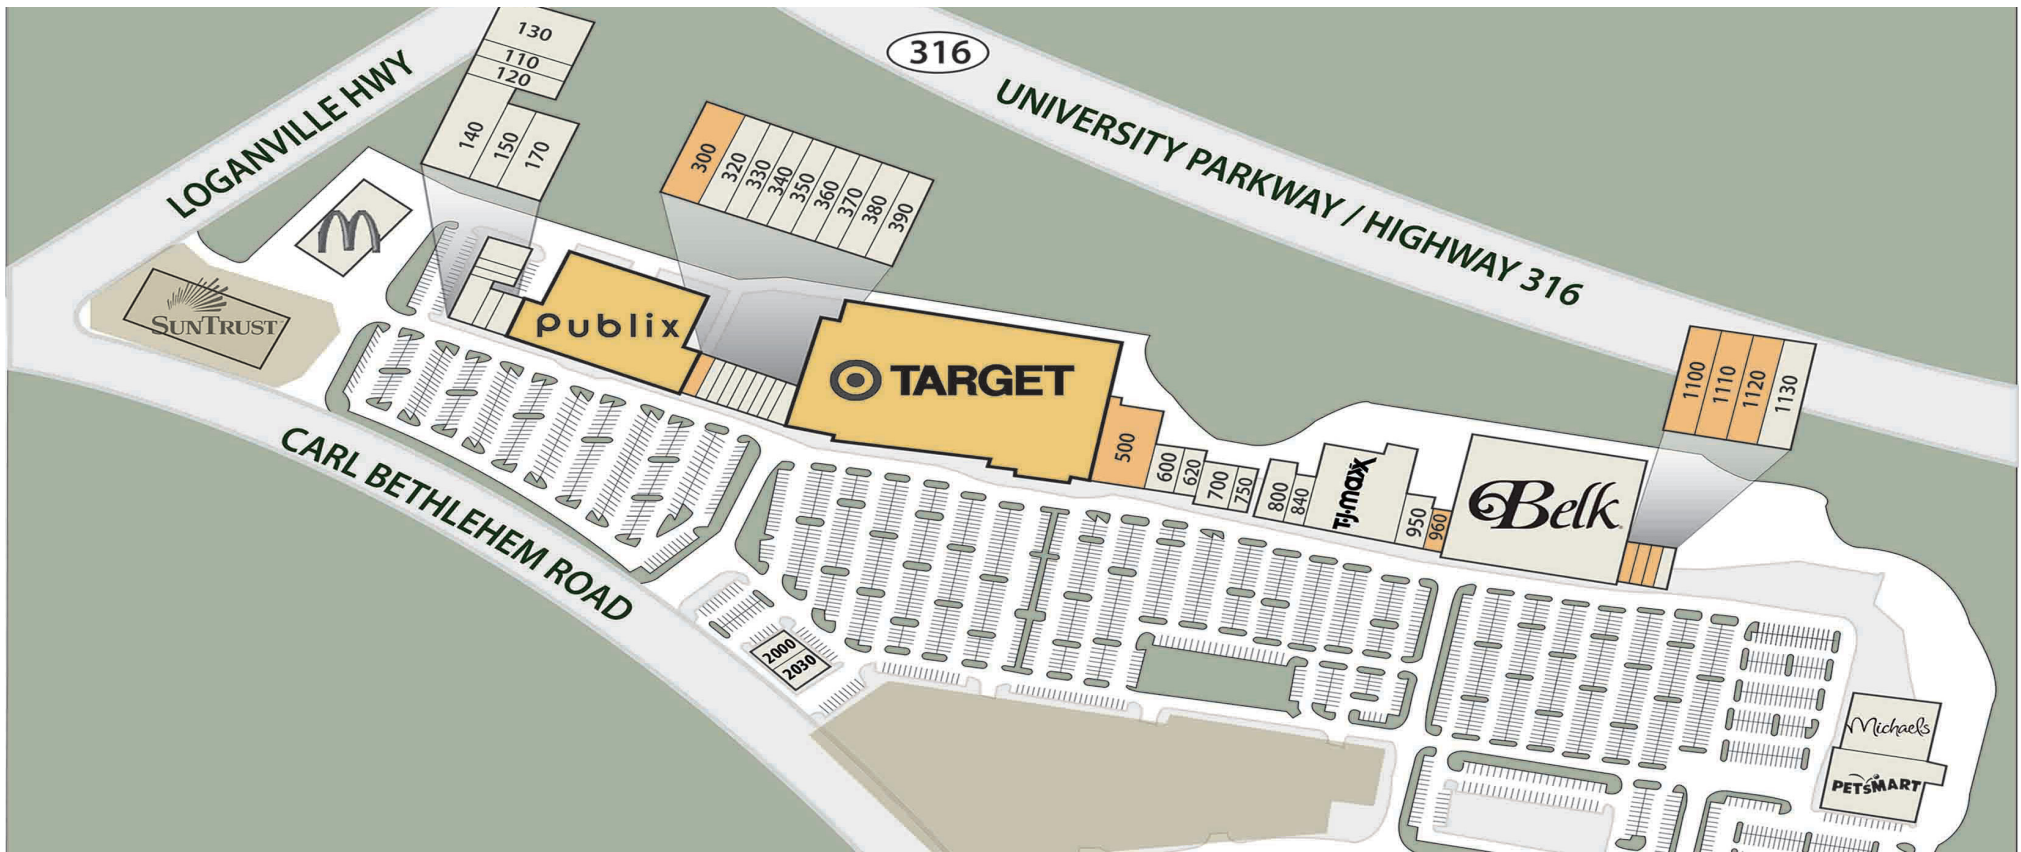 316
UNIVERSITY PARKWAY / HIGHWAY 316
LOGANVILLE HWY
130
110
120
140
150
170
300
320
330
340
350
360
370
380
390
M
SUNTRUST
Publix
TARGET
500
600
620
700
750
800
840
T·J·maxx
950
960
Belk
1100
1110
1120
1130
CARL BETHLEHEM ROAD
2000
2030
Michaels
PETSMART